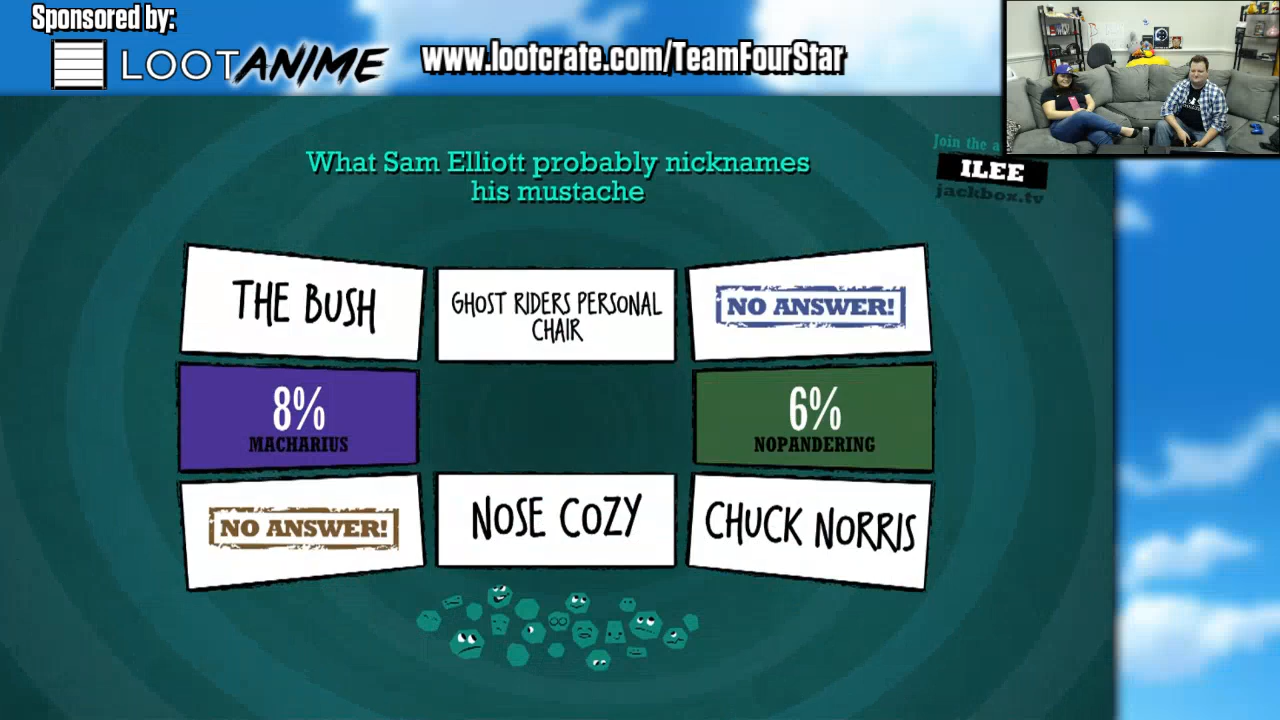 Sponsored by:
LOOTANIME
www.lootcrate.com/TeamFourStar
What Sam Elliott probably nicknames
his mustache
Join the a
ILEE
jackbox.tv
THE BUSH
GHOST RIDERS PERSONAL
CHAIR
NO ANSWER!
8%
MACHARIUS
6%
NOPANDERING
NO ANSWER!
NOSE COZY
CHUCK NORRIS